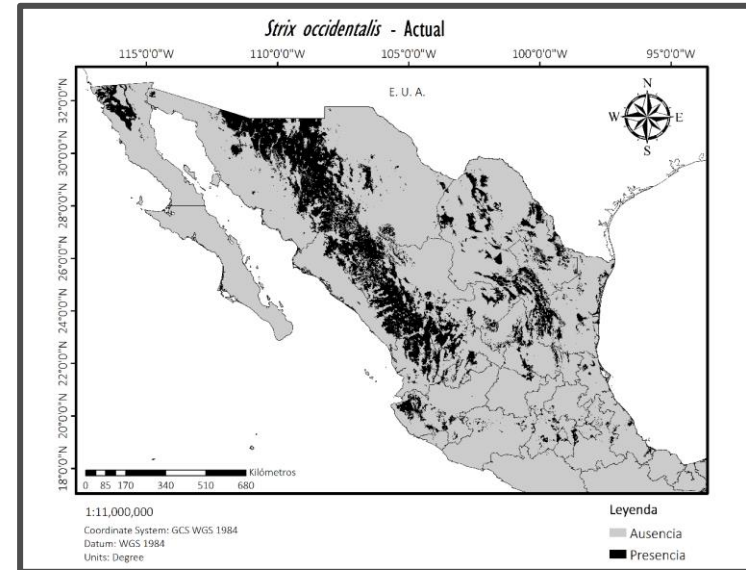 Strix occidentalis - Actual
115°0'0"W 110°0'0"W 105°0'0"W 100°0'0"W 95°0'0"W
E. U. A.
N
W E
S
32°0'0"N
30°0'0"N
28°0'0"N
26°0'0"N
24°0'0"N
22°0'0"N
20°0'0"N
18°0'0"N
Kilómetros
0 85 170 340 510 680
1:11,000,000
Coordinate System: GCS WGS 1984
Datum: WGS 1984
Units: Degree
Leyenda
Ausencia
Presencia